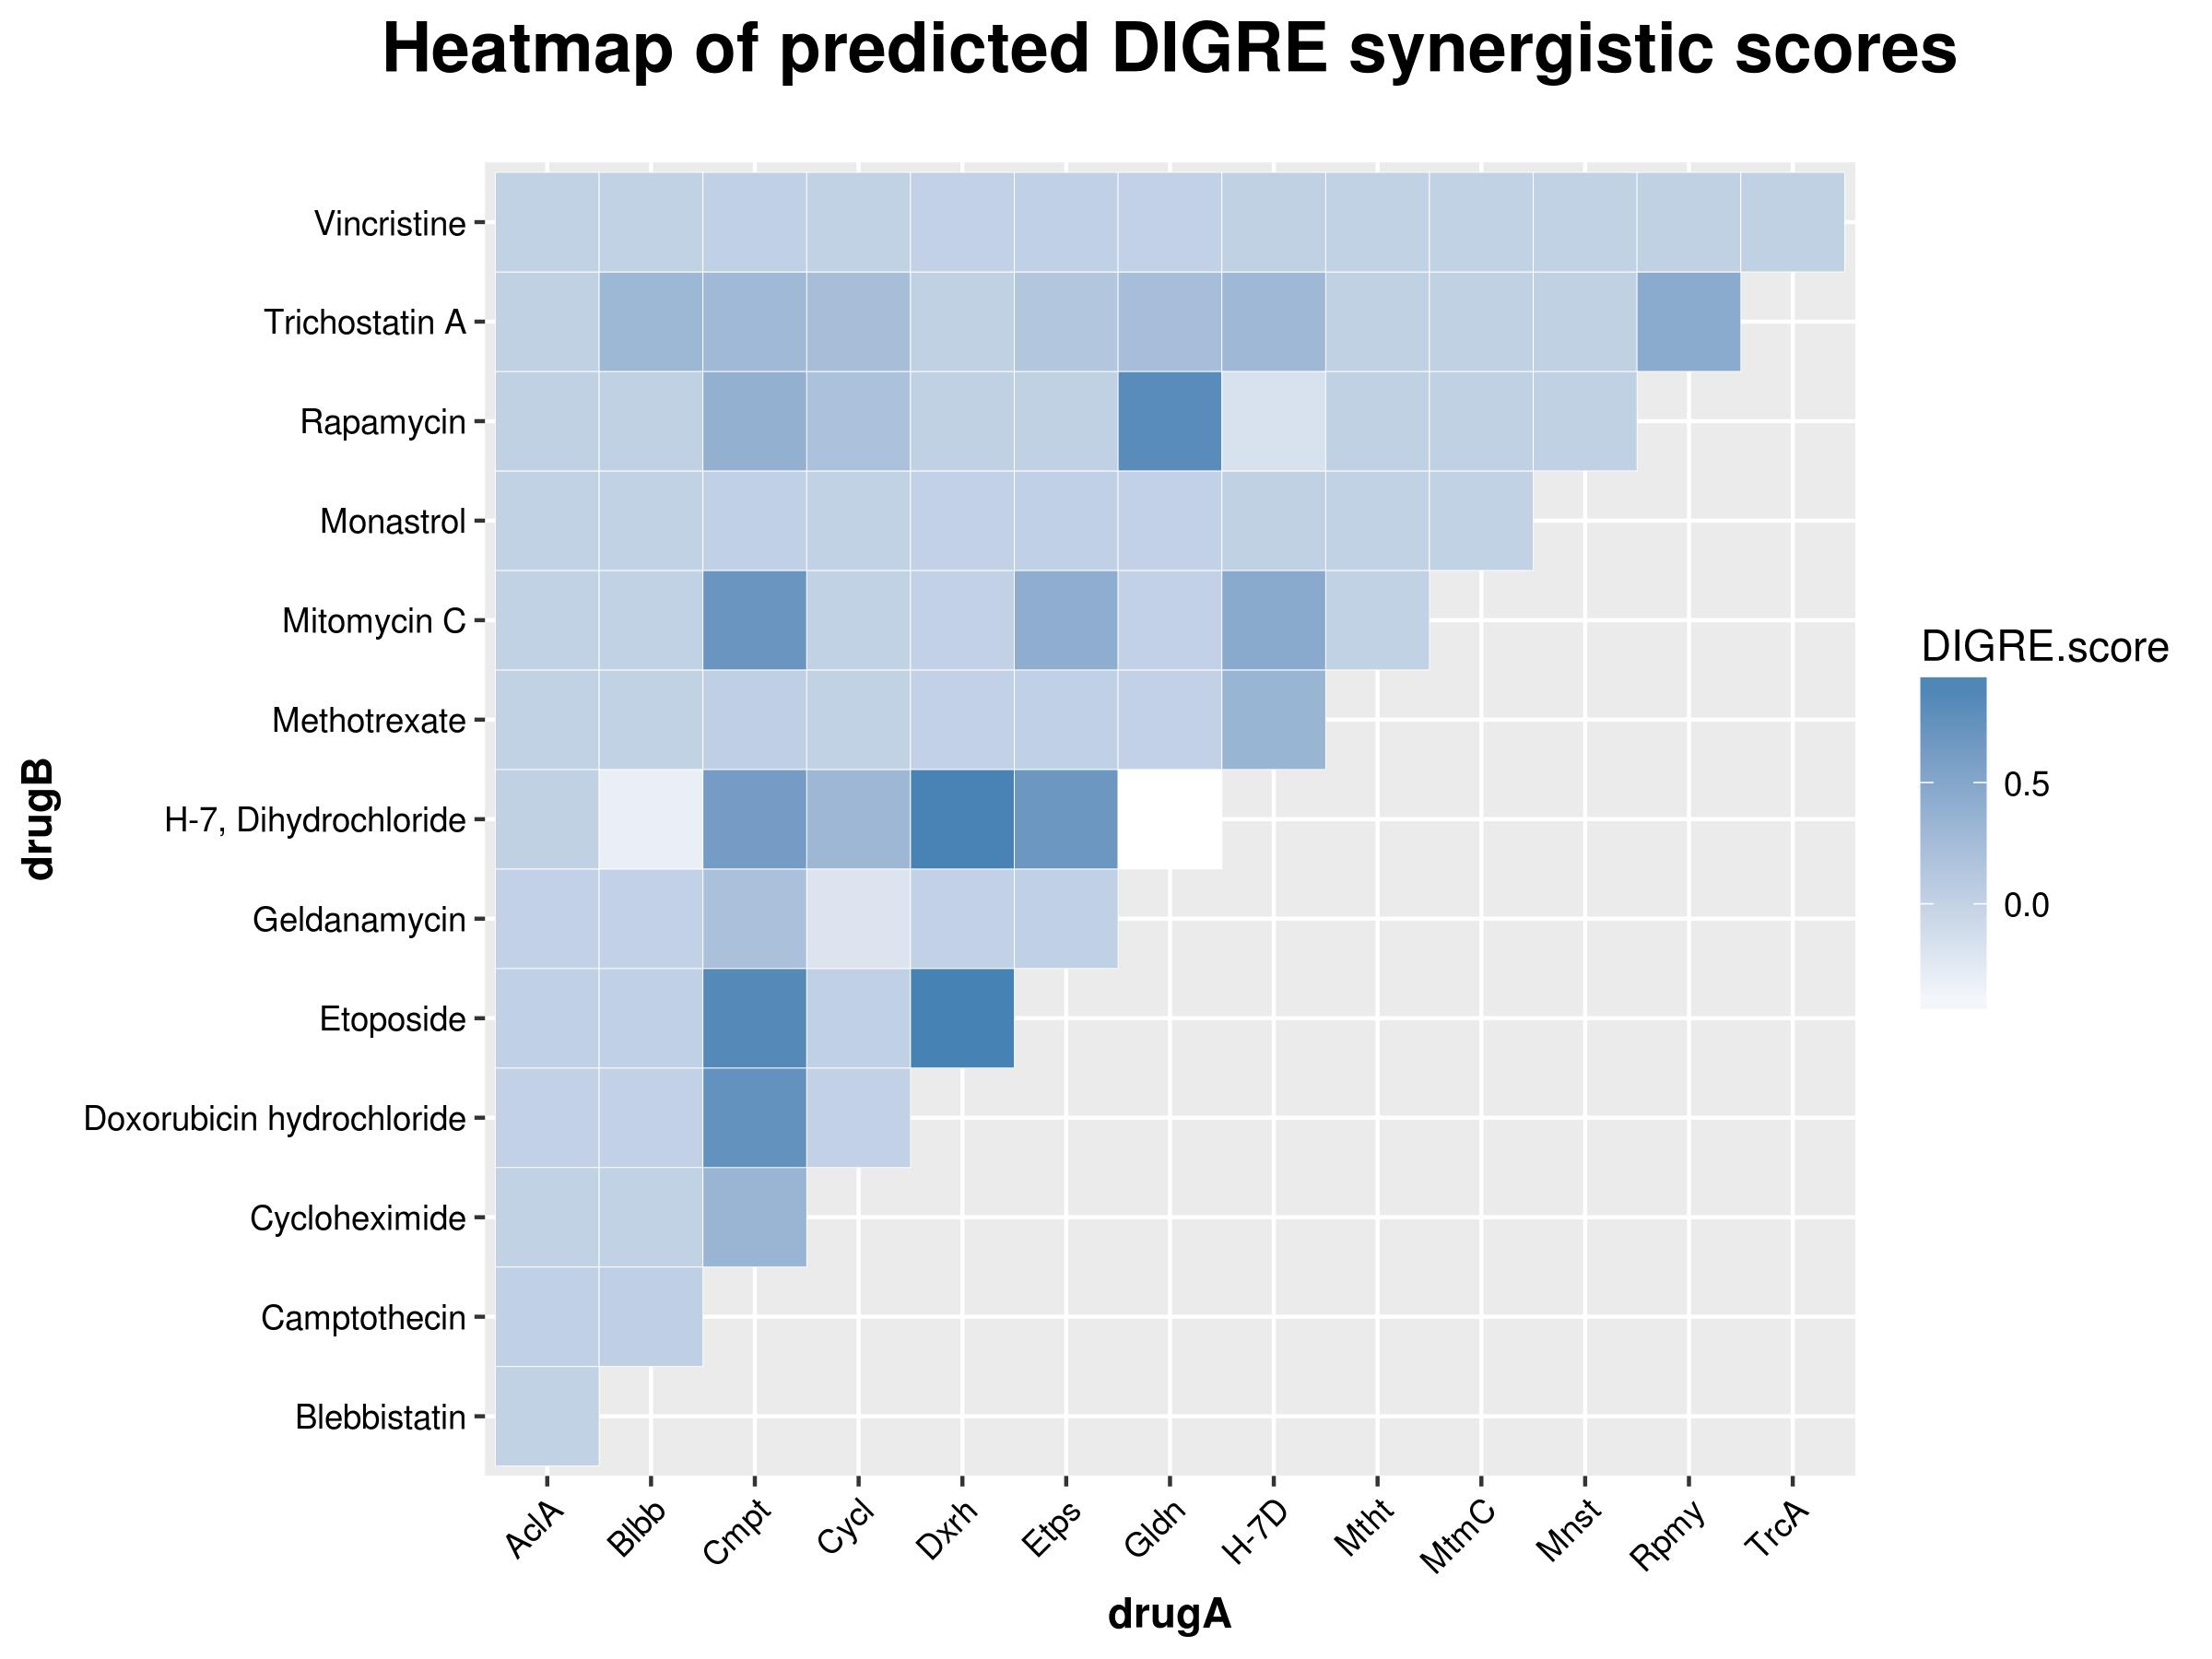 Heatmap of predicted DIGRE synergistic scores
drugB
Vincristine
Trichostatin A
Rapamycin
Monastrol
Mitomycin C
Methotrexate
H-7, Dihydrochloride
Geldanamycin
Etoposide
Doxorubicin hydrochloride
Cycloheximide
Camptothecin
Blebbistatin
AclA Blbb Cmpt Cycl Dxrh Etps Gldn H-7D Mtht MtmC Mnst Rpmy TrcA
drugA
DIGRE.score
0.5
0.0